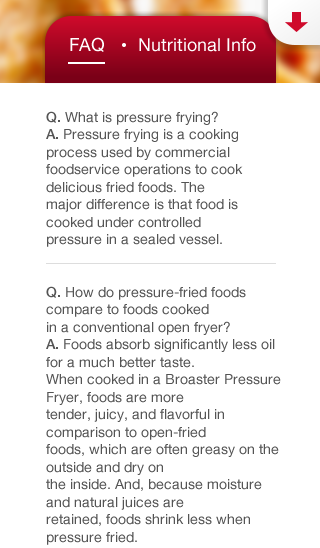 FAQ • Nutritional Info
Q. What is pressure frying?
A. Pressure frying is a cooking
process used by commercial
foodservice operations to cook
delicious fried foods. The
major difference is that food is
cooked under controlled
pressure in a sealed vessel.
Q. How do pressure-fried foods
compare to foods cooked
in a conventional open fryer?
A. Foods absorb significantly less oil
for a much better taste.
When cooked in a Broaster Pressure
Fryer, foods are more
tender, juicy, and flavorful in
comparison to open-fried
foods, which are often greasy on the
outside and dry on
the inside. And, because moisture
and natural juices are
retained, foods shrink less when
pressure fried.